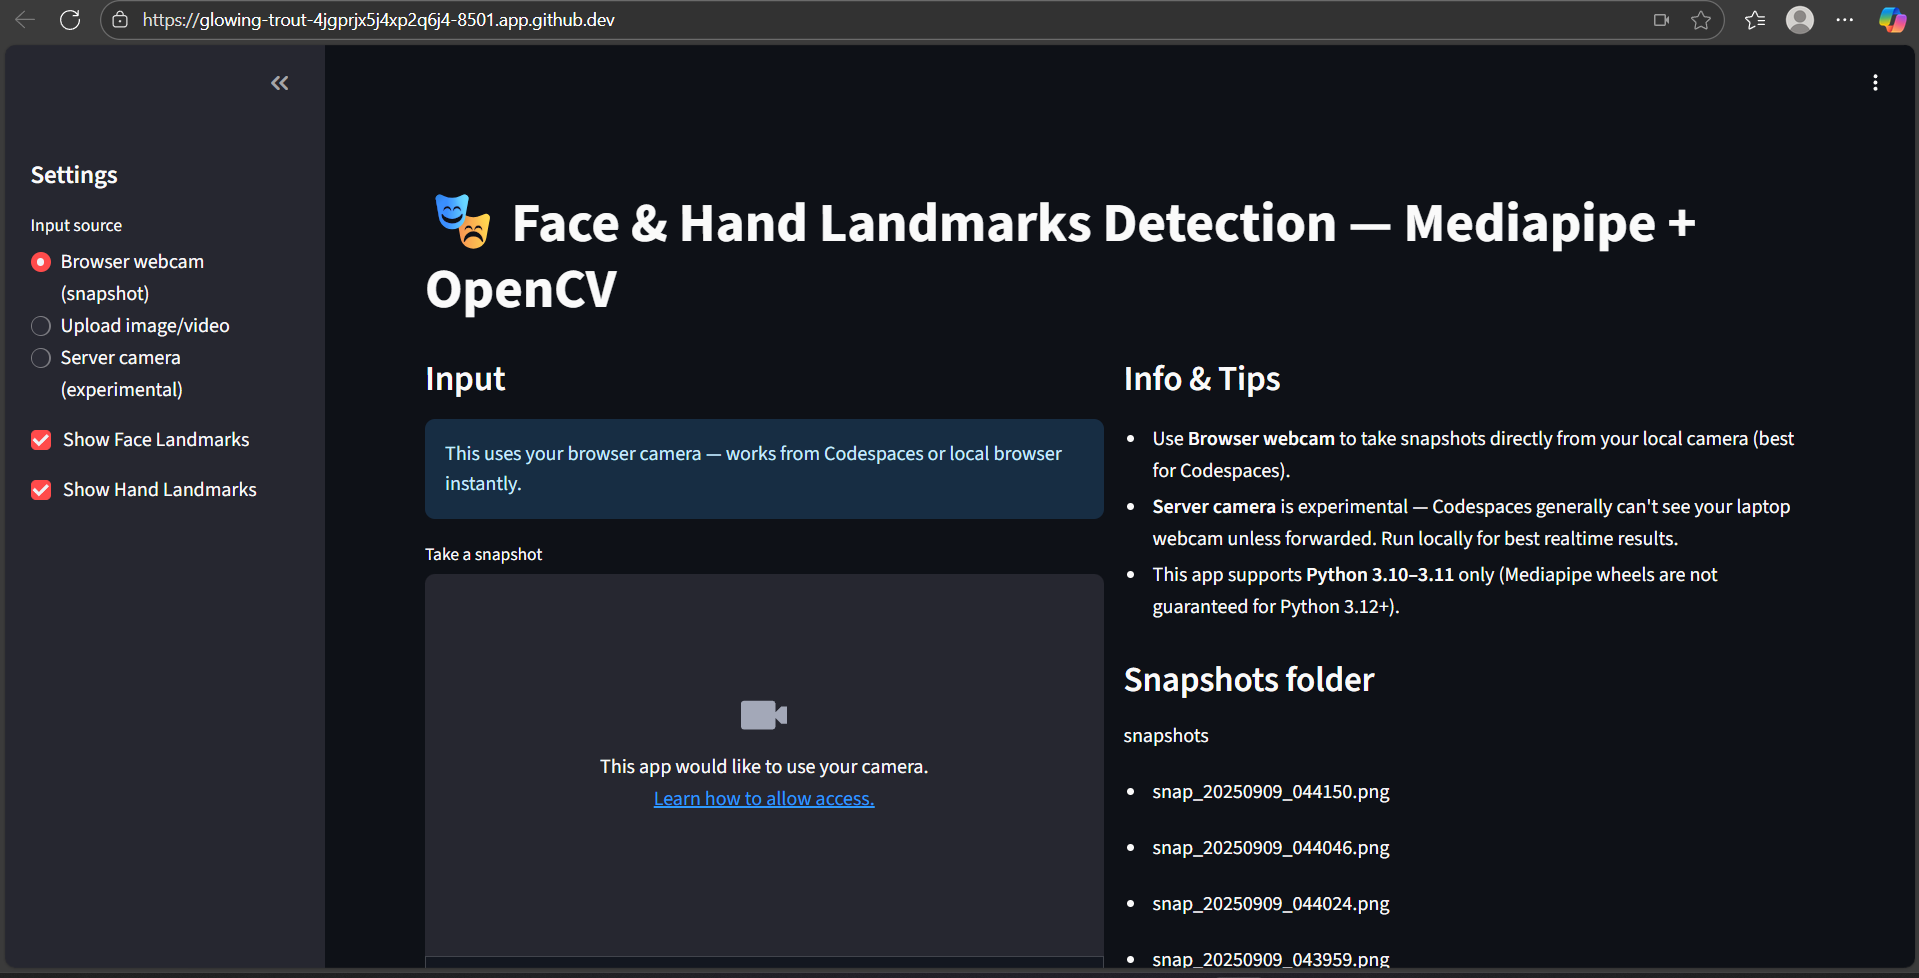 https://glowing-trout-4jgprjx5j4xp2q6j4-8501.app.github.dev
Settings
Input source
Browser webcam
(snapshot)
Upload image/video
Server camera
(experimental)
Show Face Landmarks
Show Hand Landmarks
Face & Hand Landmarks Detection — Mediapipe +
OpenCV
Input
This uses your browser camera — works from Codespaces or local browser
instantly.
Take a snapshot
This app would like to use your camera.
Learn how to allow access.
Info & Tips
Use Browser webcam to take snapshots directly from your local camera (best
for Codespaces).
Server camera is experimental — Codespaces generally can't see your laptop
webcam unless forwarded. Run locally for best realtime results.
This app supports Python 3.10–3.11 only (Mediapipe wheels are not
guaranteed for Python 3.12+).
Snapshots folder
snapshots
snap_20250909_044150.png
snap_20250909_044046.png
snap_20250909_044024.png
snap_20250909_043959.png